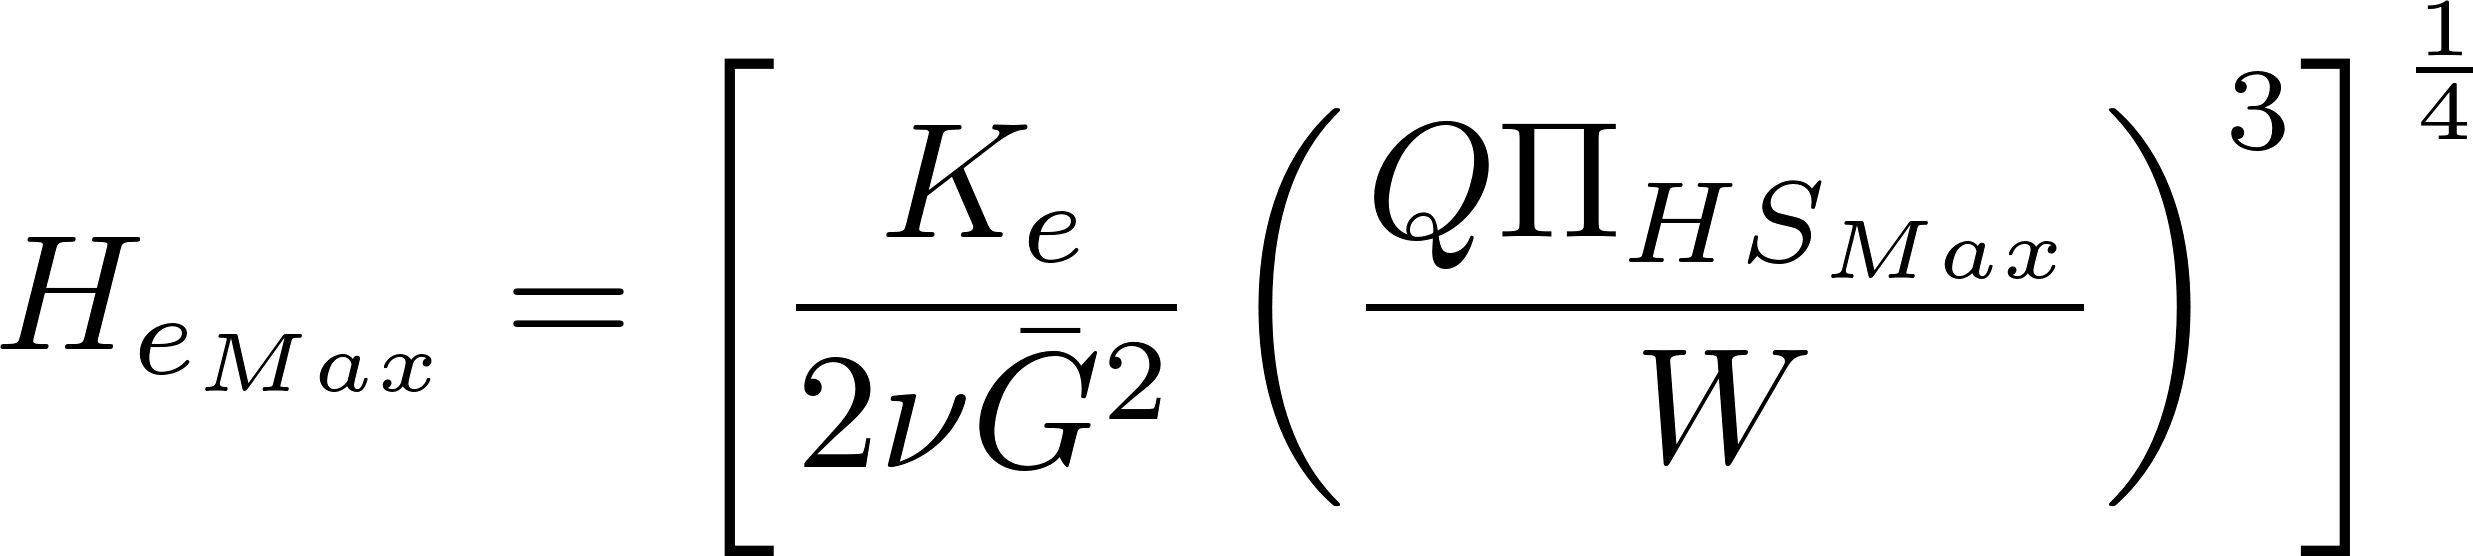 $H_{e_{Max}} = \left[ \frac{K_e}{2\nu \bar{G}^2} \left( \frac{Q \Pi_{HS_{Max}}}{W} \right)^3 \right]^{\frac{1}{4}}$